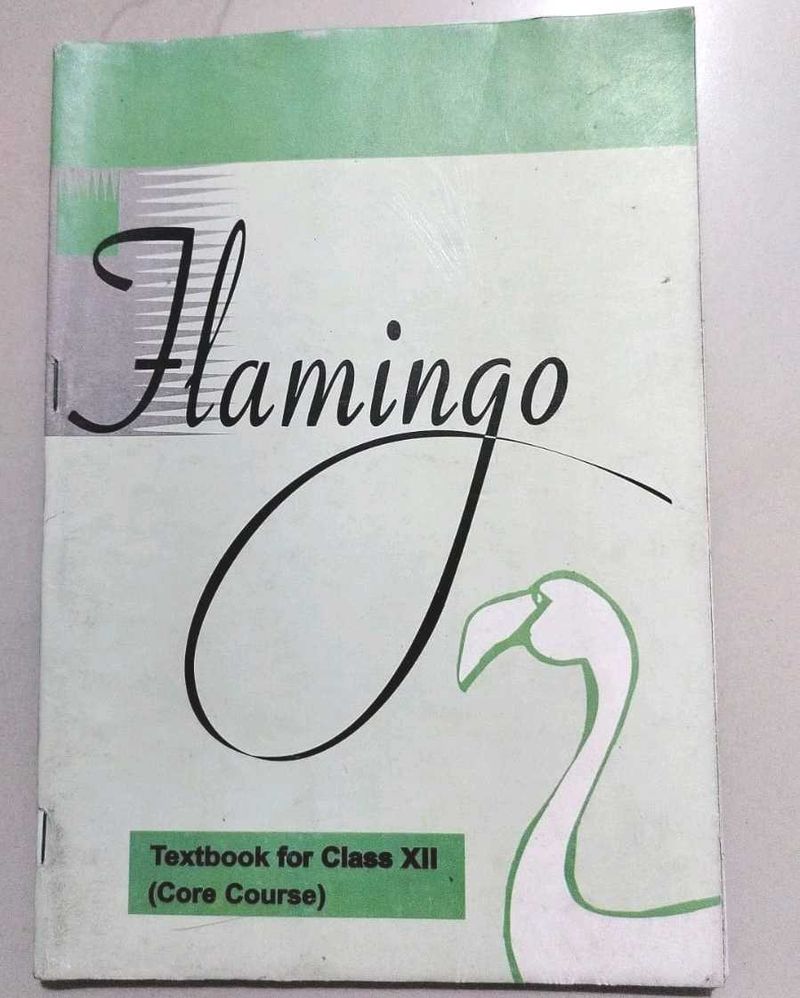 Flamingo
Textbook for Class XII
(Core Course)